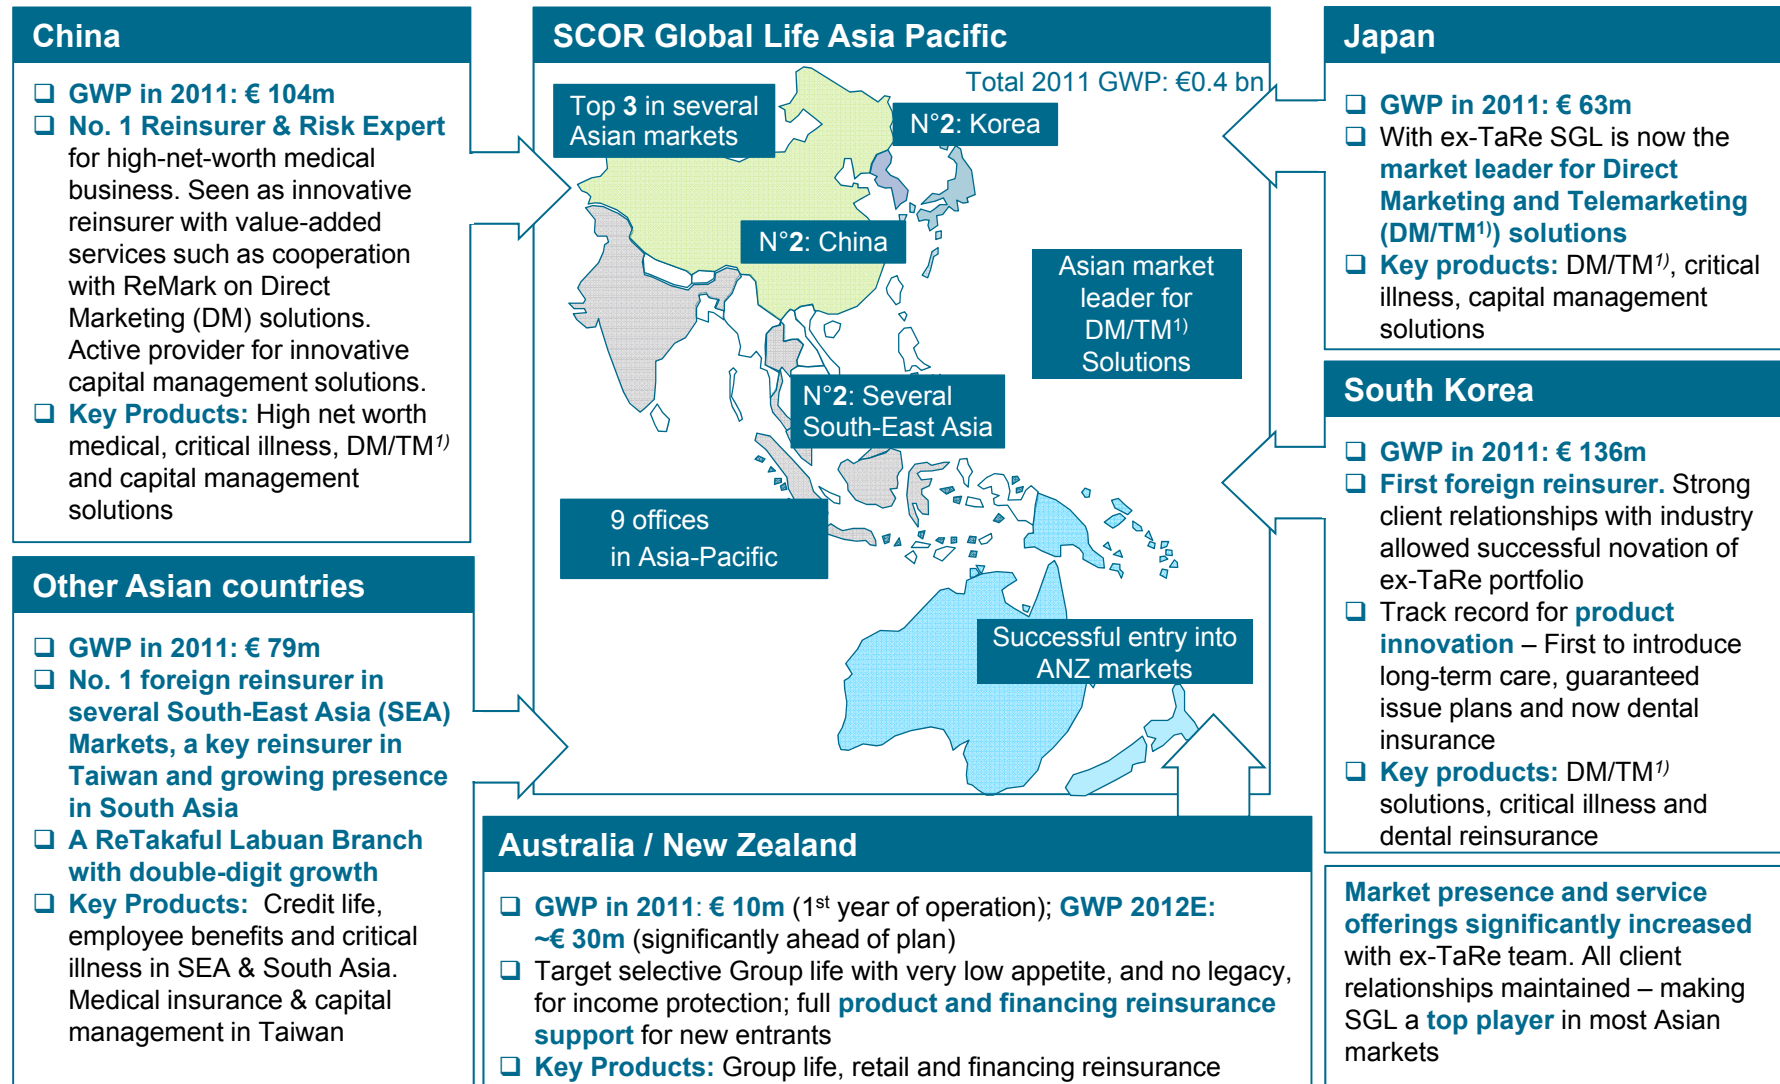 China
GWP in 2011: € 104m
No. 1 Reinsurer & Risk Expert
for high-net-worth medical
business. Seen as innovative
reinsurer with value-added
services such as cooperation
with ReMark on Direct
Marketing (DM) solutions.
Active provider for innovative
capital management solutions.
Key Products: High net worth
medical, critical illness, DM/TM1)
and capital management
solutions
Other Asian countries
GWP in 2011: € 79m
No. 1 foreign reinsurer in
several South-East Asia (SEA)
Markets, a key reinsurer in
Taiwan and growing presence
in South Asia
A ReTakaful Labuan Branch
with double-digit growth
Key Products: Credit life,
employee benefits and critical
illness in SEA & South Asia.
Medical insurance & capital
management in Taiwan
SCOR Global Life Asia Pacific
Total 2011 GWP: €0.4 bn
Top 3 in several
Asian markets
N°2: Korea
N°2: China
Asian market
leader for
DM/TM1)
Solutions
N°2: Several
South-East Asia
9 offices
in Asia-Pacific
Successful entry into
ANZ markets
Australia / New Zealand
GWP in 2011: € 10m (1st year of operation); GWP 2012E:
~€ 30m (significantly ahead of plan)
Target selective Group life with very low appetite, and no legacy,
for income protection; full product and financing reinsurance
support for new entrants
Key Products: Group life, retail and financing reinsurance
Japan
GWP in 2011: € 63m
With ex-TaRe SGL is now the
market leader for Direct
Marketing and Telemarketing
(DM/TM1)) solutions
Key products: DM/TM1), critical
illness, capital management
solutions
South Korea
GWP in 2011: € 136m
First foreign reinsurer. Strong
client relationships with industry
allowed successful novation of
ex-TaRe portfolio
Track record for product
innovation – First to introduce
long-term care, guaranteed
issue plans and now dental
insurance
Key products: DM/TM1)
solutions, critical illness and
dental reinsurance
Market presence and service
offerings significantly increased
with ex-TaRe team. All client
relationships maintained – making
SGL a top player in most Asian
markets